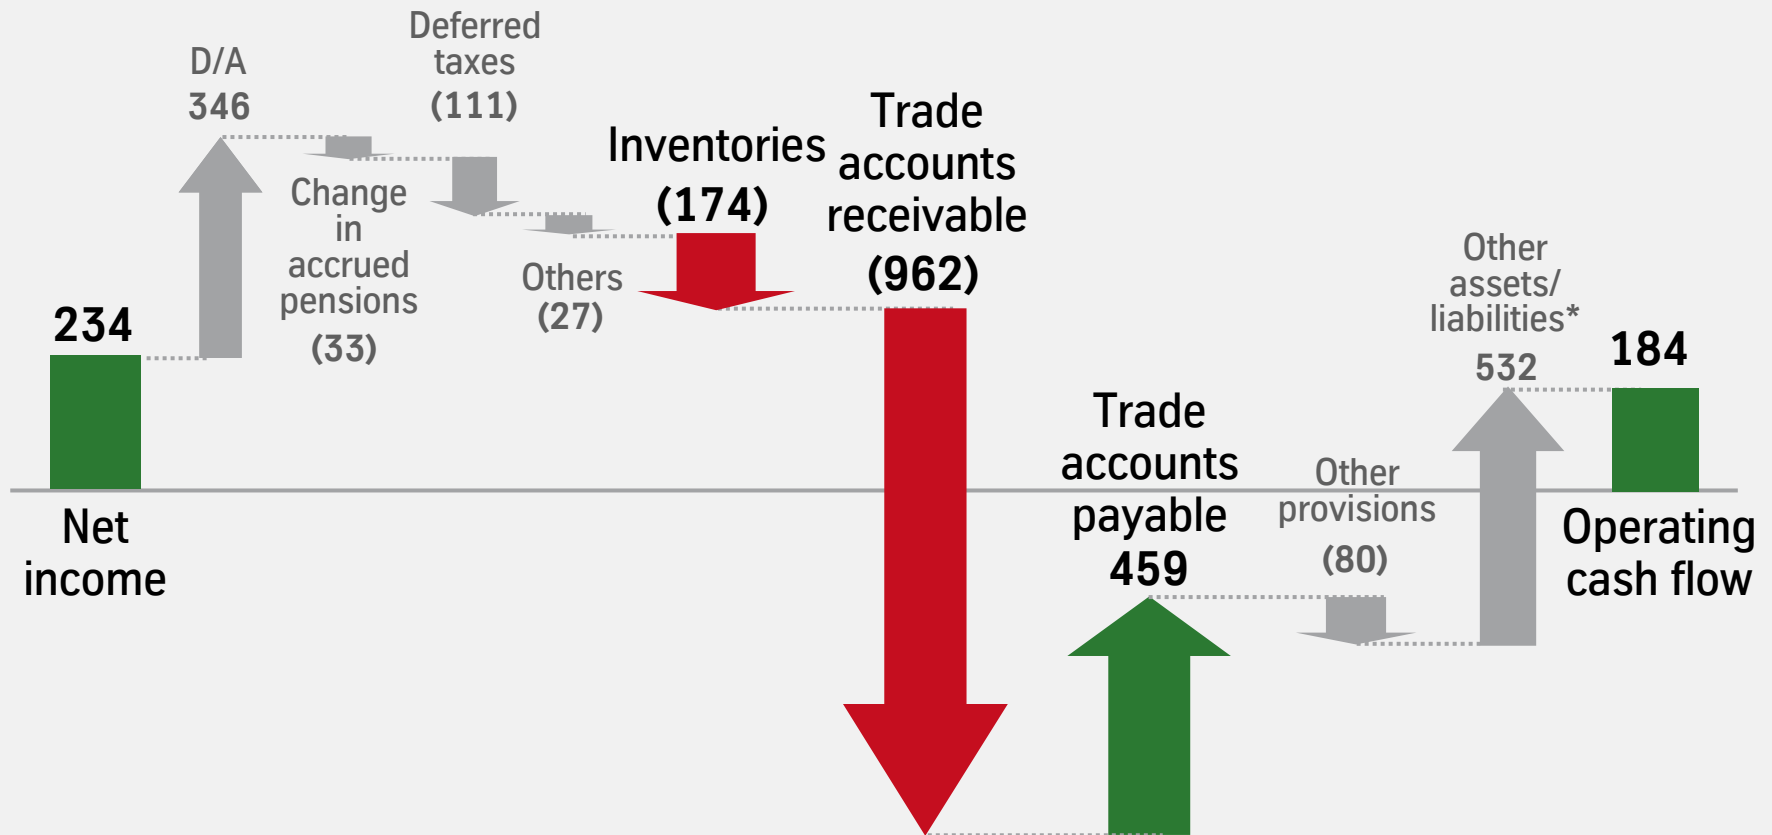 234
Net
income
D/A
346
Change
in
accrued
pensions
(33)
Deferred
taxes
(111)
Others
(27)
Inventories
(174)
Trade
accounts
receivable
(962)
Trade
accounts
payable
459
Other
provisions
(80)
Other
assets/
liabilities*
532
184
Operating
cash flow